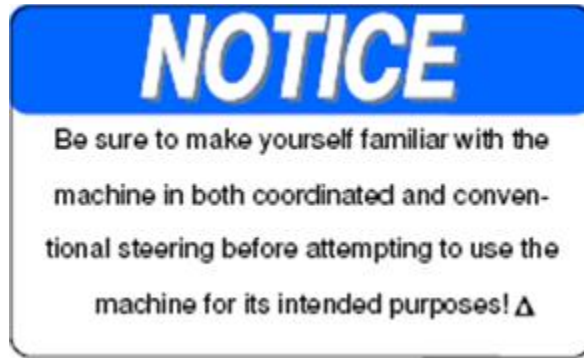 NOTICE
Be sure to make yourself familiar with the
machine in both coordinated and conven-
tional steering before attempting to use the
machine for its intended purposes! Δ